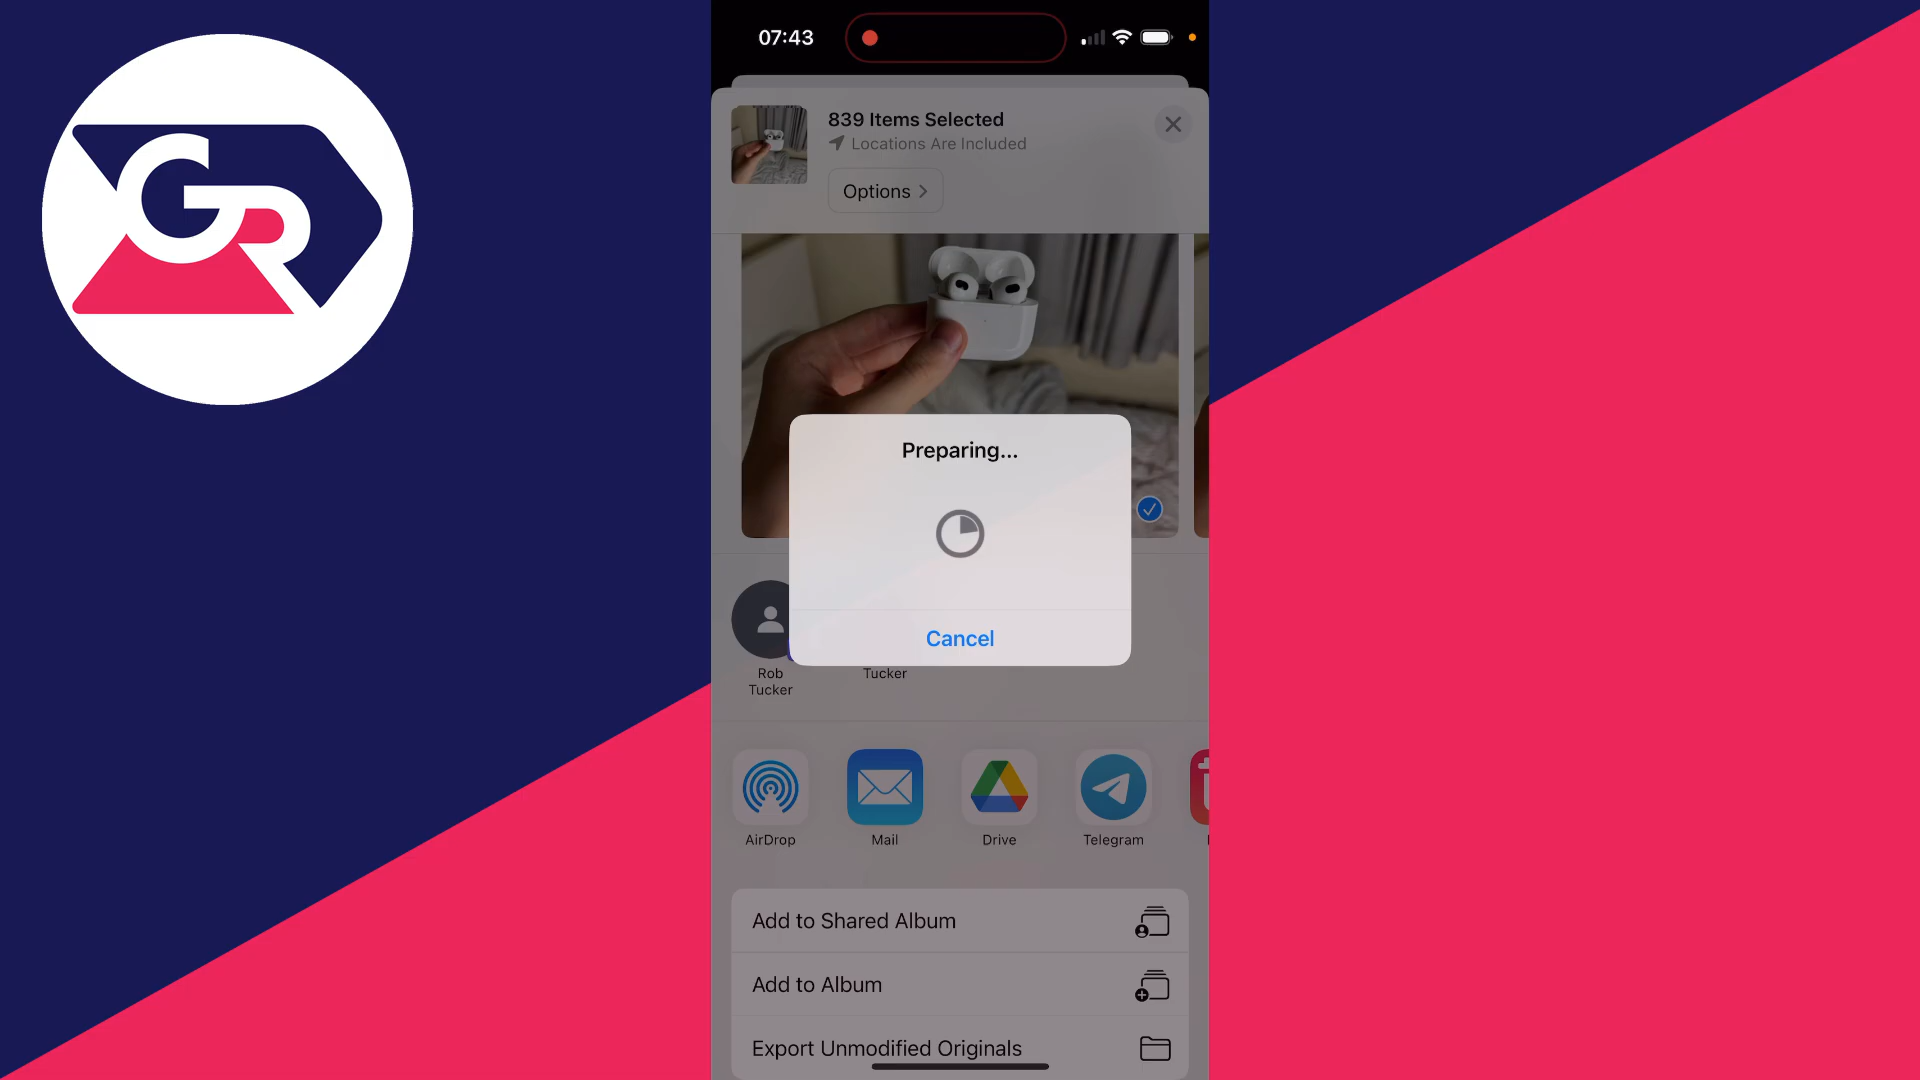 GR
07:43
839 Items Selected
Locations Are Included
Options
Preparing...
Cancel
Rob
Tucker
Tucker
AirDrop
Mail
Drive
Telegram
Add to Shared Album
Add to Album
Export Unmodified Originals